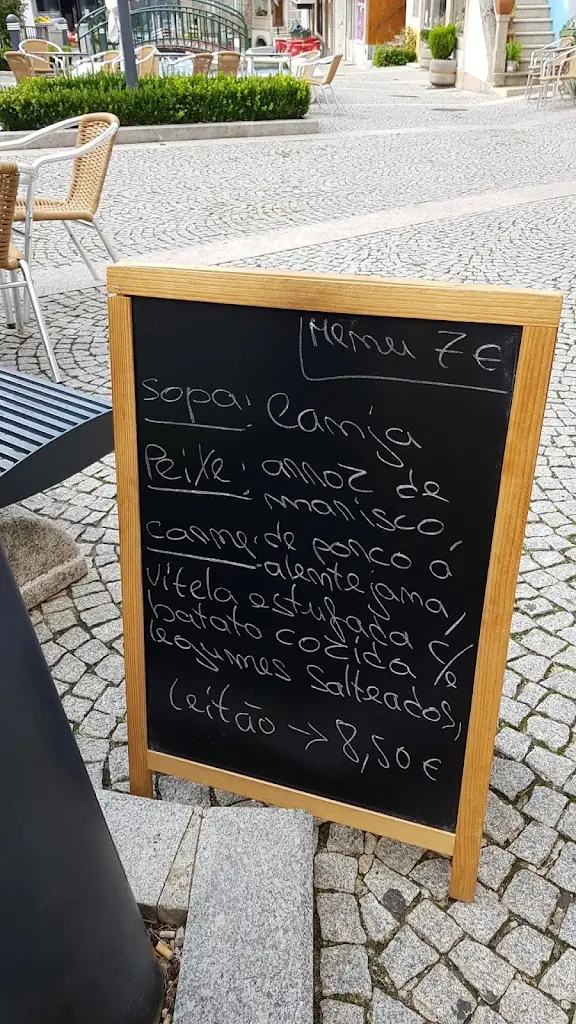 Menu 7€
sopa: Canja
Peixe: arroz de
marisco
carne: de porco á
alentejana,
vitela estufada c/
batata cozida e
legumes salteados,
Leitão → 8,50€